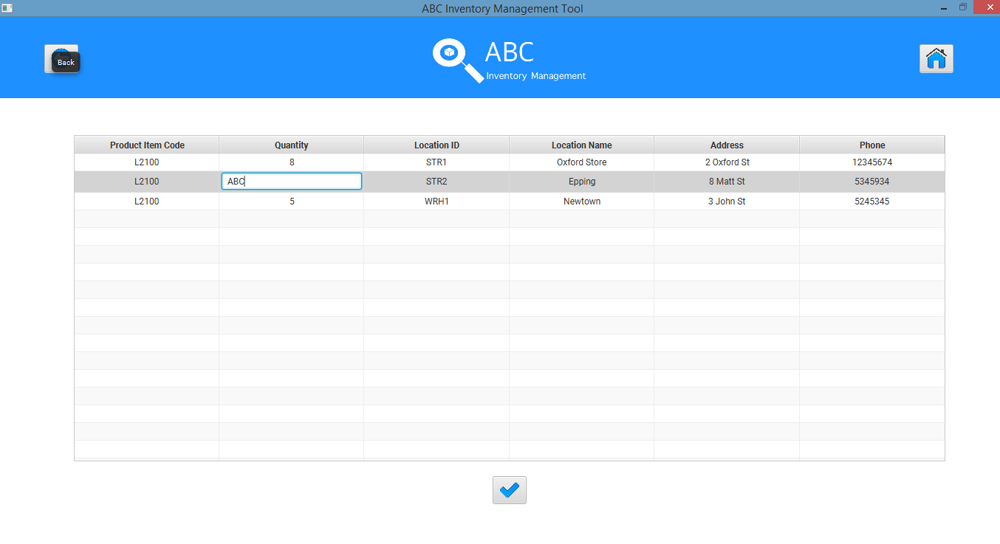 ABC Inventory Management Tool
Back
ABC
Inventory Management
Product Item Code Quantity Location ID Location Name Address Phone
L2100 8 STR1 Oxford Store 2 Oxford St 12345674
L2100 ABC STR2 Epping 8 Matt St 5345934
L2100 5 WRH1 Newtown 3 John St 5245345